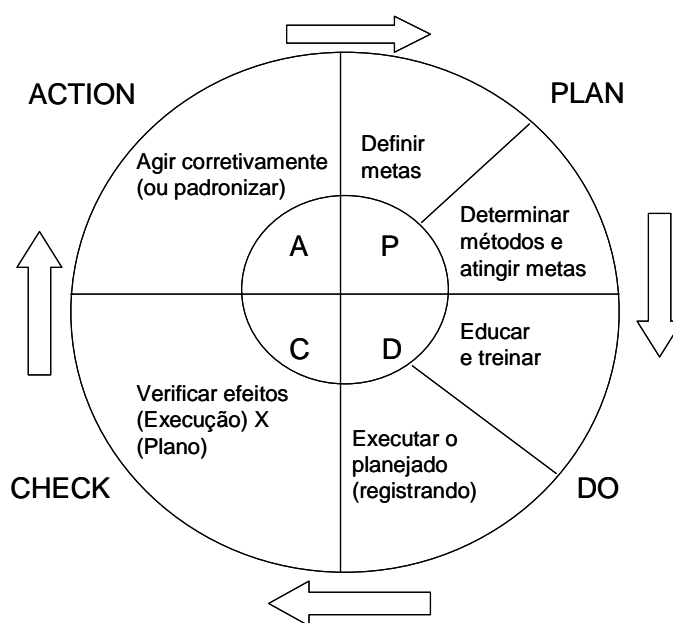 ACTION
PLAN
Definir
metas
Agir corretivamente
(ou padronizar)
Determinar
métodos e
atingir metas
A
P
C
D
Educar
e treinar
Verificar efeitos
(Execução) X
(Plano)
Executar o
planejado
(registrando)
CHECK
DO